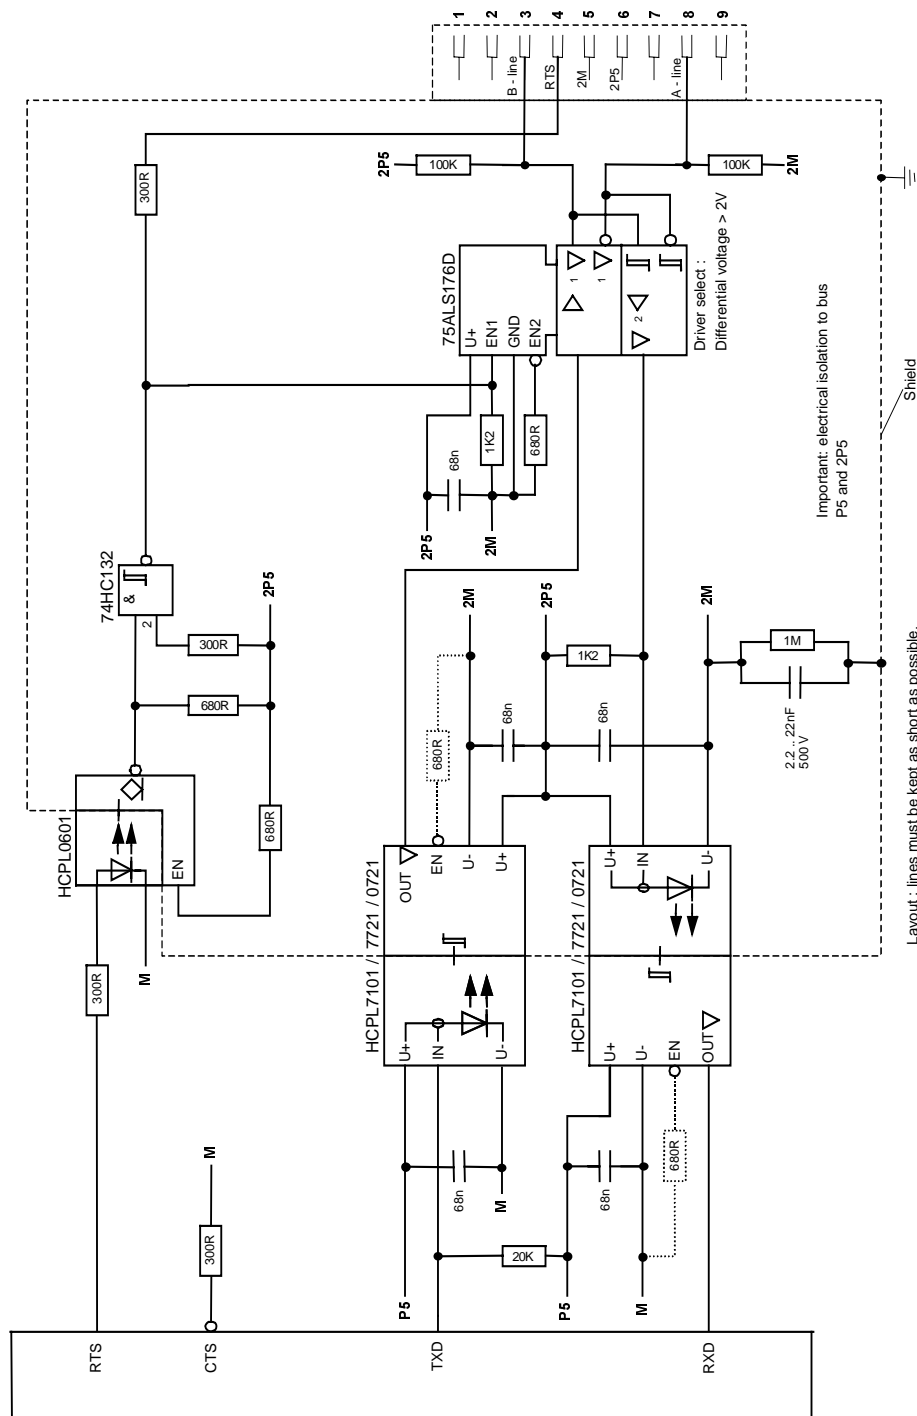 1
2
3
4
5
6
7
8
9
B - line
RTS
2M
2P5
A - line
300R
2P5
100K
100K
2M
75ALS176D
U+
EN1
GND
EN2
1
1
2
Driver select :
Differential voltage > 2V
68n
1K2
680R
2P5
2M
Important: electrical isolation to bus
P5 and 2P5
Shield
74HC132
&
2
300R
2P5
680R
680R
HCPL0601
EN
300R
M
2M
2P5
2M
680R
68n
1K2
68n
1M
2.2 .. 22nF
500 V
Layout : lines must be kept as short as possible.
HCPL7101 / 7721 / 0721
OUT
EN
U-
U+
U+
IN
U-
HCPL7101 / 7721 / 0721
U+
IN
U-
U+
U-
EN
OUT
68n
M
P5
20K
68n
680R
P5
M
M
300R
RTS
CTS
TXD
RXD